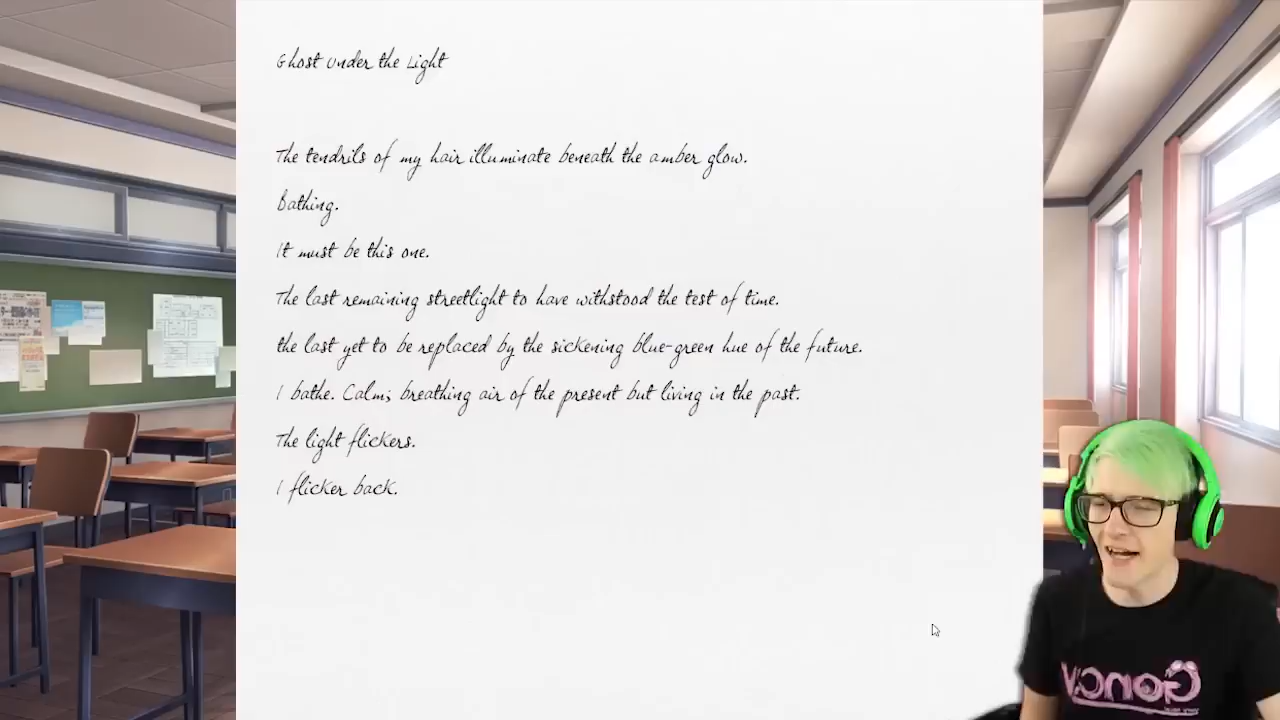 Ghost Under the Light
The tendrils of my hair illuminate beneath the amber glow.
Bathing.
It must be this one.
The last remaining streetlight to have withstood the test of time.
the last yet to be replaced by the sickening blue-green hue of the future.
I bathe. Calm; breathing air of the present but living in the past.
The light flickers.
I flicker back.